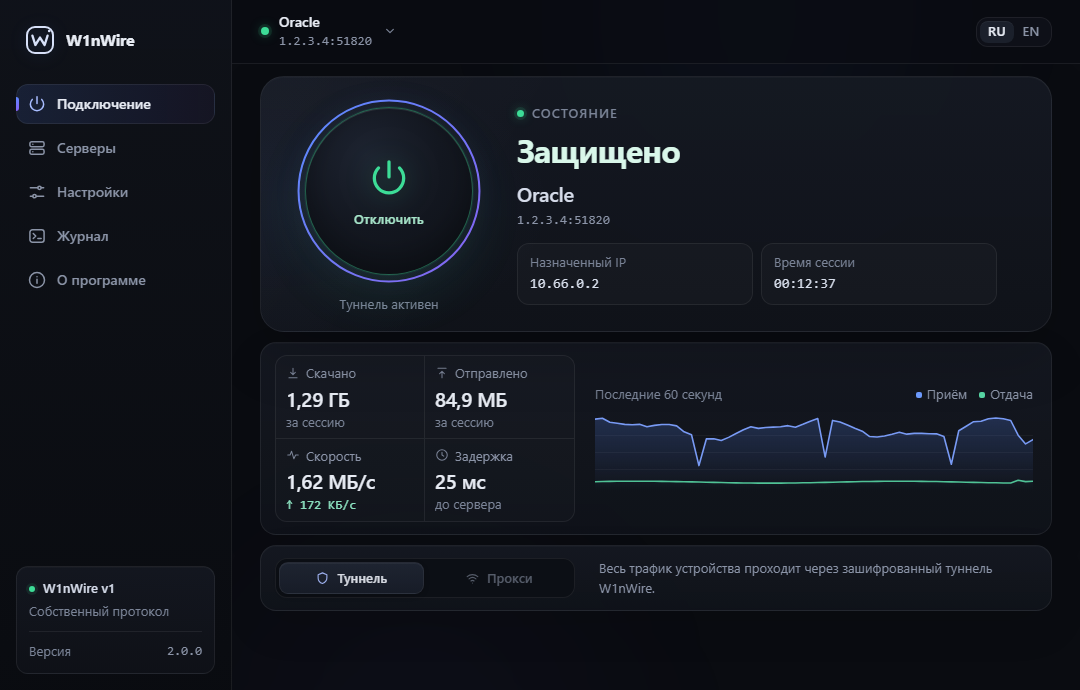 W1nWire
Подключение
Серверы
Настройки
Журнал
О программе
W1nWire v1
Собственный протокол
Версия 2.0.0
Oracle
1.2.3.4:51820
RU EN
Отключить
Туннель активен
СОСТОЯНИЕ
Защищено
Oracle
1.2.3.4:51820
Назначенный IP
10.66.0.2
Время сессии
00:12:37
Скачано
1,29 ГБ
за сессию
Отправлено
84,9 МБ
за сессию
Скорость
1,62 МБ/с
↑ 172 КБ/с
Задержка
25 мс
до сервера
Последние 60 секунд
Приём Отдача
Туннель Прокси
Весь трафик устройства проходит через зашифрованный туннель
W1nWire.